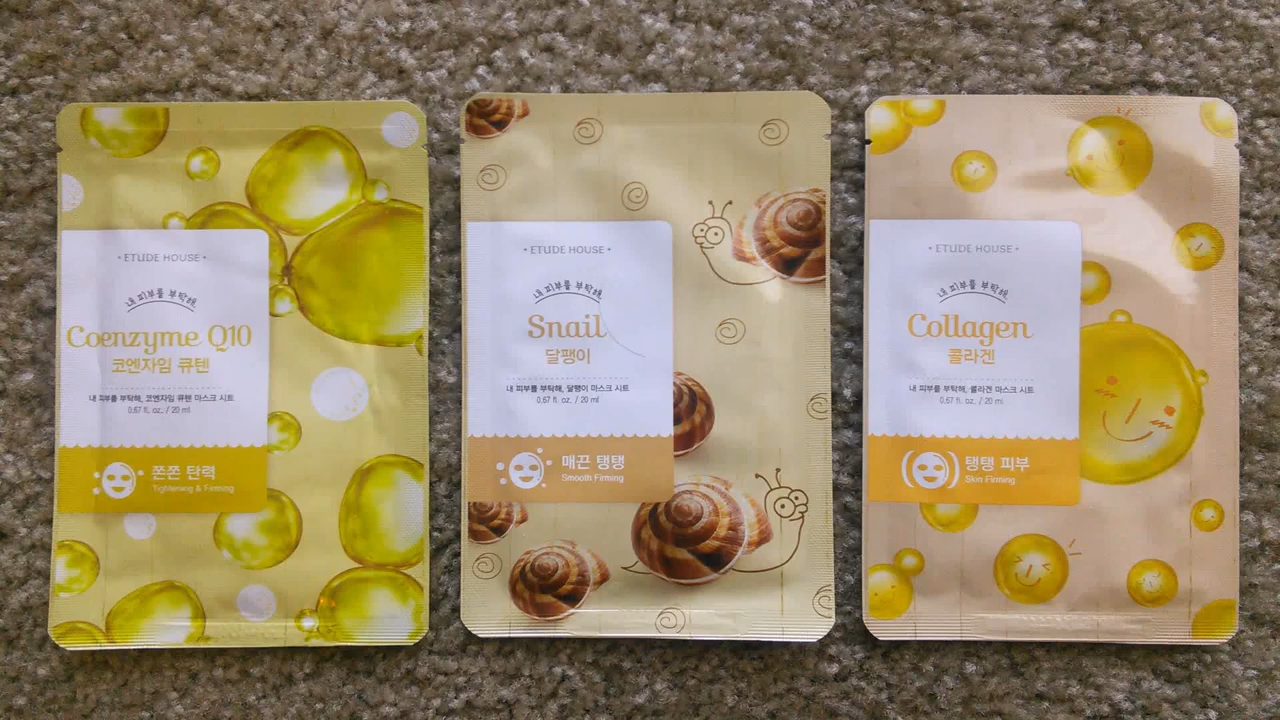 • ETUDE HOUSE •
내 피부를 부탁해.
Coenzyme Q10
코엔자임 큐텐
내 피부를 부탁해, 코엔자임 큐텐 마스크 시트
0.67 fl. oz. / 20 ml
쫀쫀 탄력
Tightening & Firming
• ETUDE HOUSE •
내 피부를 부탁해.
Snail
달팽이
내 피부를 부탁해, 달팽이 마스크 시트
0.67 fl. oz. / 20 ml
매끈 탱탱
Smooth Firming
• ETUDE HOUSE •
내 피부를 부탁해.
Collagen
콜라겐
내 피부를 부탁해, 콜라겐 마스크 시트
0.67 fl. oz. / 20 ml
탱탱 피부
Skin Firming